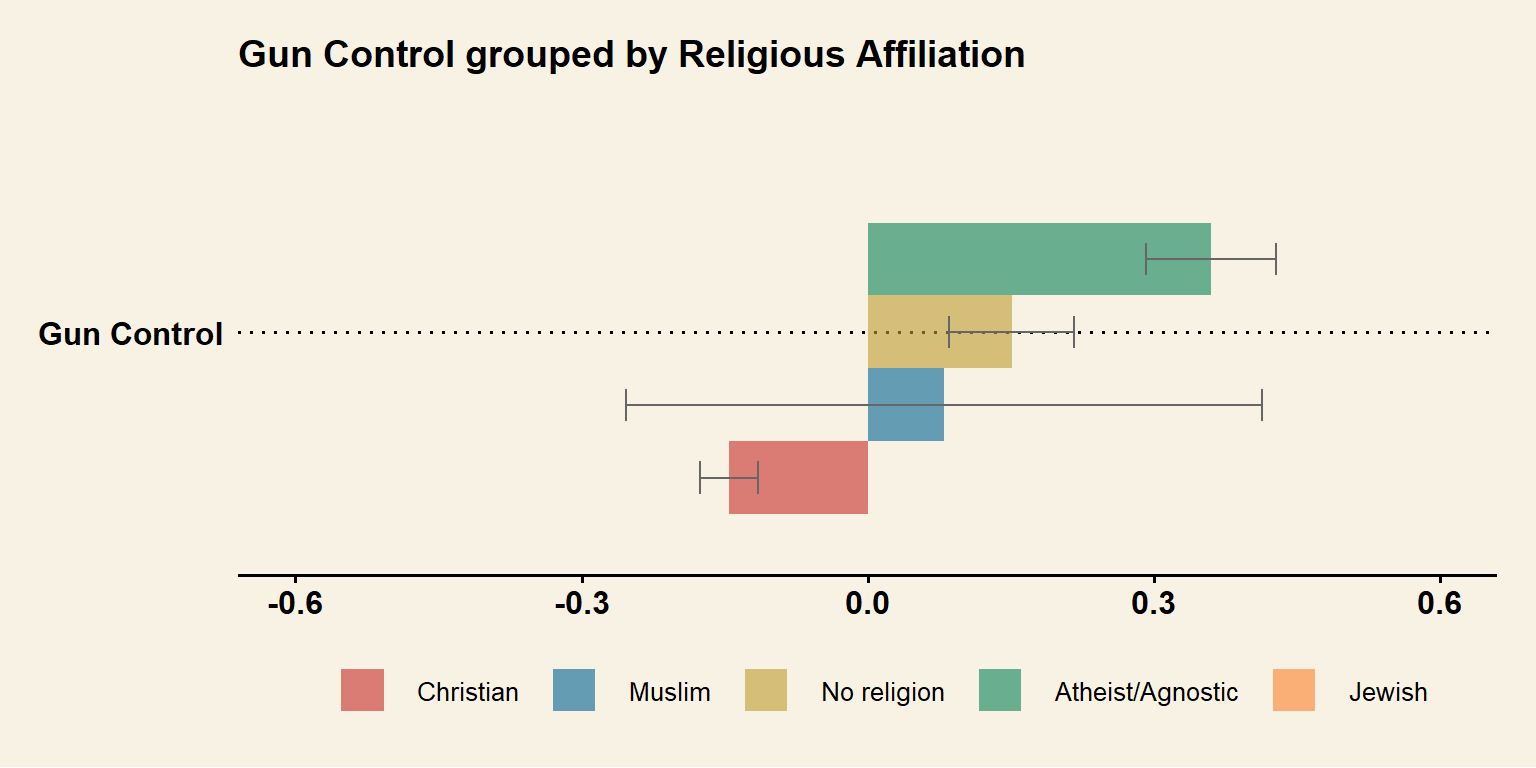 Gun Control grouped by Religious Affiliation
Gun Control
-0.6 -0.3 0.0 0.3 0.6
Christian Muslim No religion Atheist/Agnostic Jewish